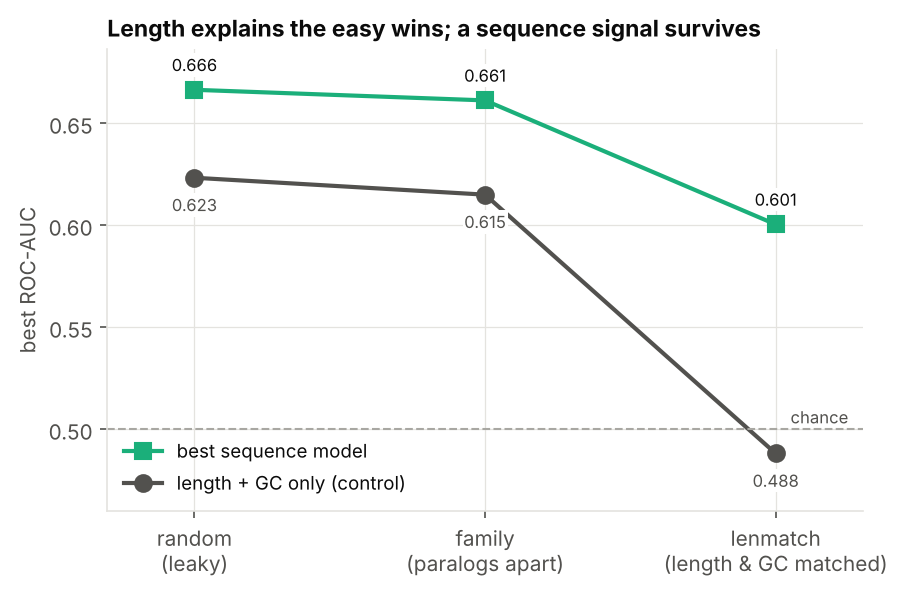 Length explains the easy wins; a sequence signal survives
0.666
0.661
0.601
0.623
0.615
0.488
chance
best ROC-AUC
0.65
0.60
0.55
0.50
best sequence model
length + GC only (control)
random
(leaky)
family
(paralogs apart)
lenmatch
(length & GC matched)